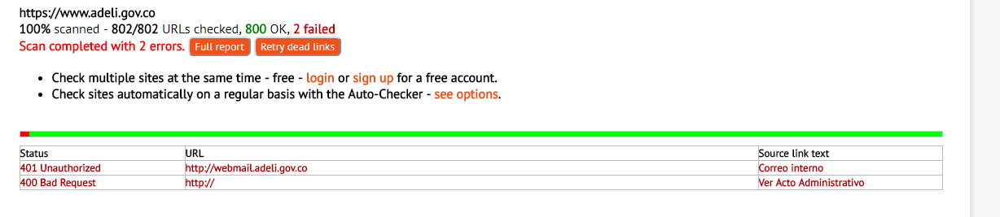 https://www.adeli.gov.co
100% scanned - 802/802 URLs checked, 800 OK, 2 failed
Scan completed with 2 errors. Full report Retry dead links
• Check multiple sites at the same time - free - login or sign up for a free account.
• Check sites automatically on a regular basis with the Auto-Checker - see options.
Status URL Source link text
401 Unauthorized http://webmail.adeli.gov.co Correo interno
400 Bad Request http:// Ver Acto Administrativo